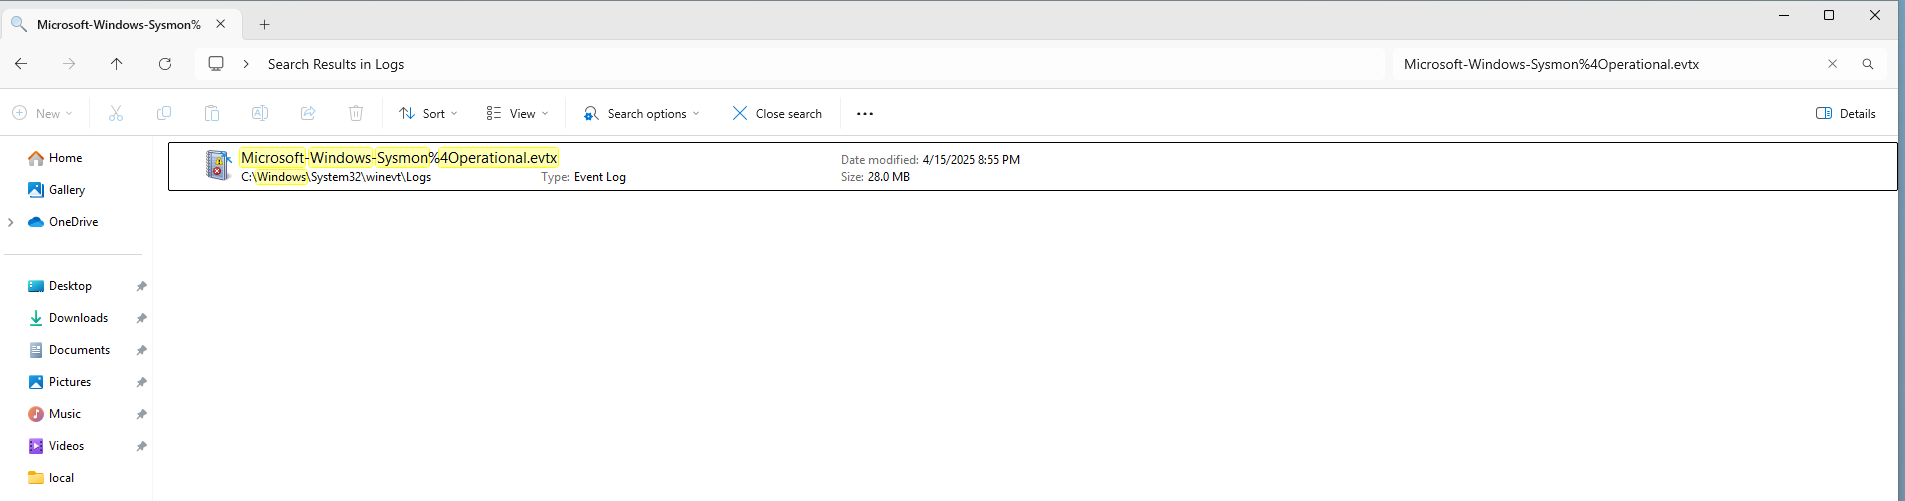 Microsoft-Windows-Sysmon%
Search Results in Logs
Microsoft-Windows-Sysmon%4Operational.evtx
New
Sort
View
Search options
Close search
Details
Home
Gallery
OneDrive
Desktop
Downloads
Documents
Pictures
Music
Videos
local
Microsoft-Windows-Sysmon%4Operational.evtx
Date modified: 4/15/2025 8:55 PM
C:\Windows\System32\winevt\Logs
Type: Event Log
Size: 28.0 MB